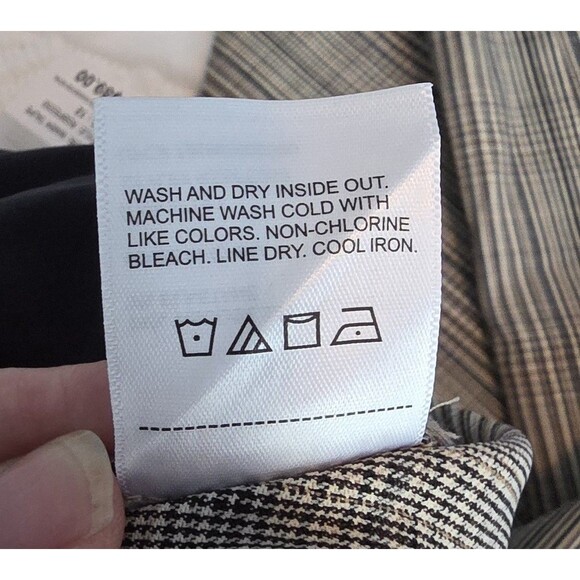 WASH AND DRY INSIDE OUT.
MACHINE WASH COLD WITH
LIKE COLORS. NON-CHLORINE
BLEACH. LINE DRY. COOL IRON.